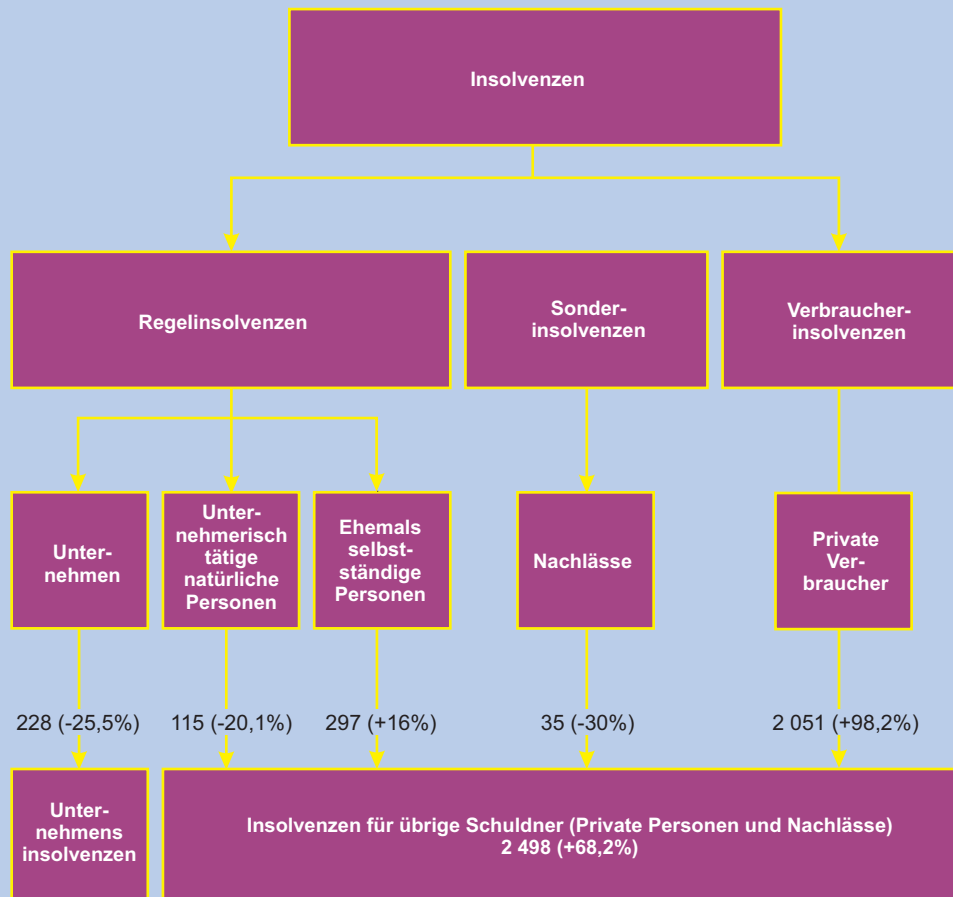 Insolvenzen
Regelinsolvenzen
Sonder-
insolvenzen
Verbraucher-
insolvenzen
Unter-
nehmen
Unter-
nehmerisch
tätige
natürliche
Personen
Ehemals
selbst-
ständige
Personen
Nachlässe
Private
Ver-
braucher
228 (-25,5%)
115 (-20,1%)
297 (+16%)
35 (-30%)
2 051 (+98,2%)
Unter-
nehmens
insolvenzen
Insolvenzen für übrige Schuldner (Private Personen und Nachlässe)
2 498 (+68,2%)